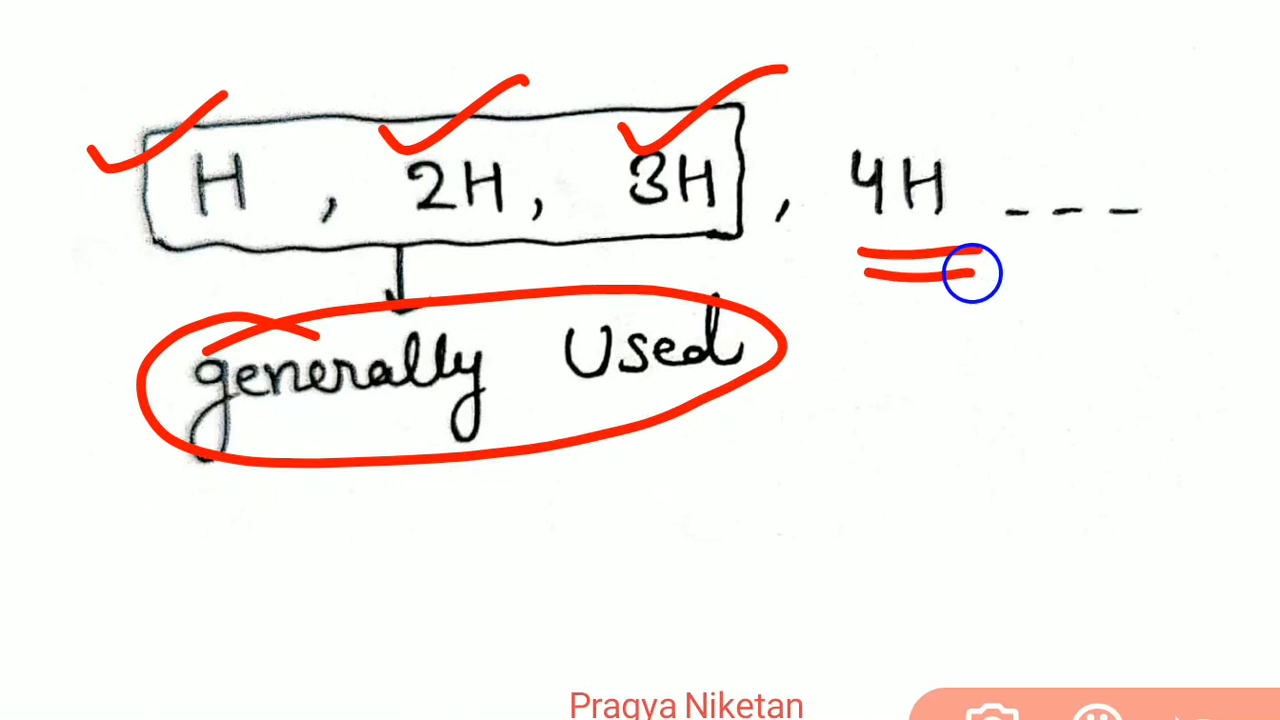 H , 2H, 3H , 4H ---
generally Used
Pragya Niketan